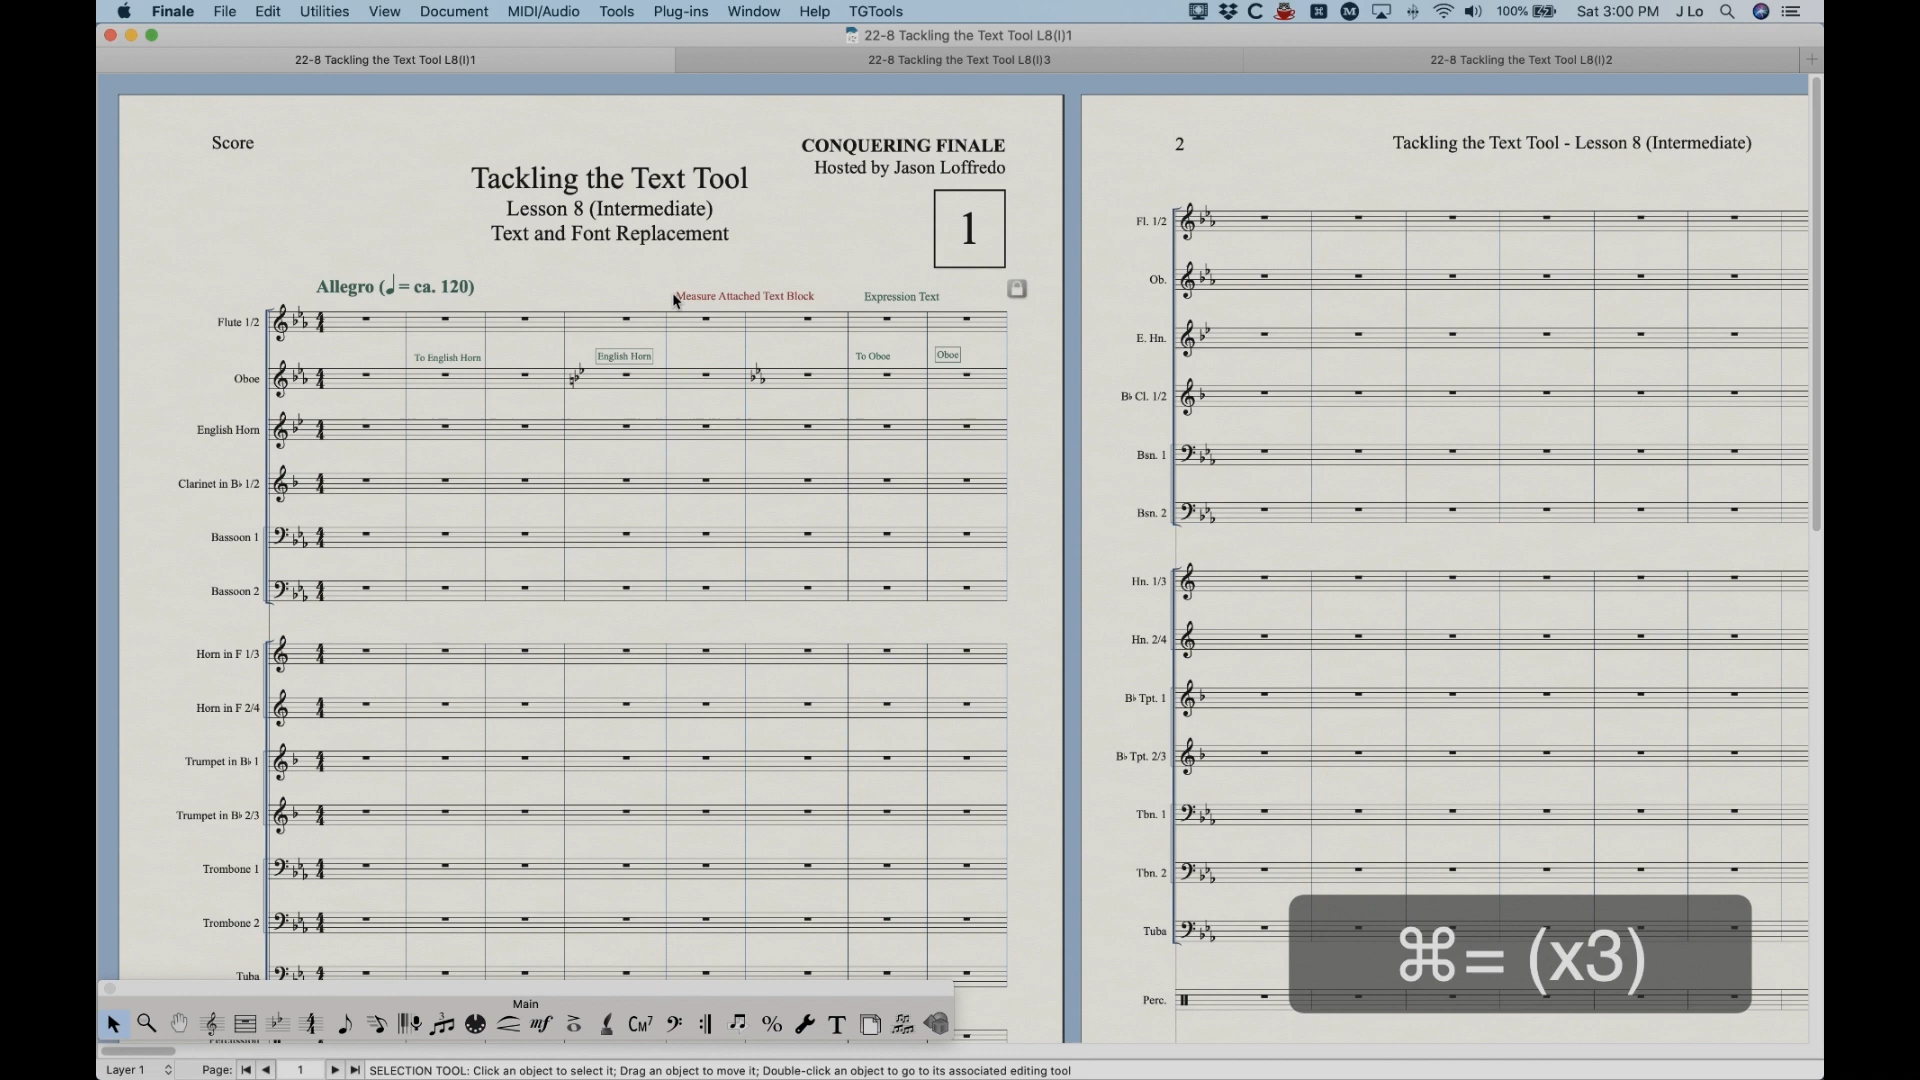 Finale File Edit Utilities View Document MIDI/Audio Tools Plug-ins Window Help TGTools 100% Sat 3:00 PM J Lo
22-8 Tackling the Text Tool L8(I)1
22-8 Tackling the Text Tool L8(I)1
22-8 Tackling the Text Tool L8(I)3
22-8 Tackling the Text Tool L8(I)2
Score
CONQUERING FINALE
Hosted by Jason Loffredo
Tackling the Text Tool
Lesson 8 (Intermediate)
Text and Font Replacement
1
Allegro (♩= ca. 120)
Measure Attached Text Block
Expression Text
Flute 1/2
To English Horn
English Horn
To Oboe
Oboe
Oboe
English Horn
Clarinet in B♭ 1/2
Bassoon 1
Bassoon 2
Horn in F 1/3
Horn in F 2/4
Trumpet in B♭ 1
Trumpet in B♭ 2/3
Trombone 1
Trombone 2
Tuba
2
Tackling the Text Tool - Lesson 8 (Intermediate)
Fl. 1/2
Ob.
E. Hn.
B♭ Cl. 1/2
Bsn. 1
Bsn. 2
Hn. 1/3
Hn. 2/4
B♭ Tpt. 1
B♭ Tpt. 2/3
Tbn. 1
Tbn. 2
Tuba
Perc.
⌘= (x3)
Main
mf CM7 % T
Layer 1 Page: 1 SELECTION TOOL: Click an object to select it; Drag an object to move it; Double-click an object to go to its associated editing tool